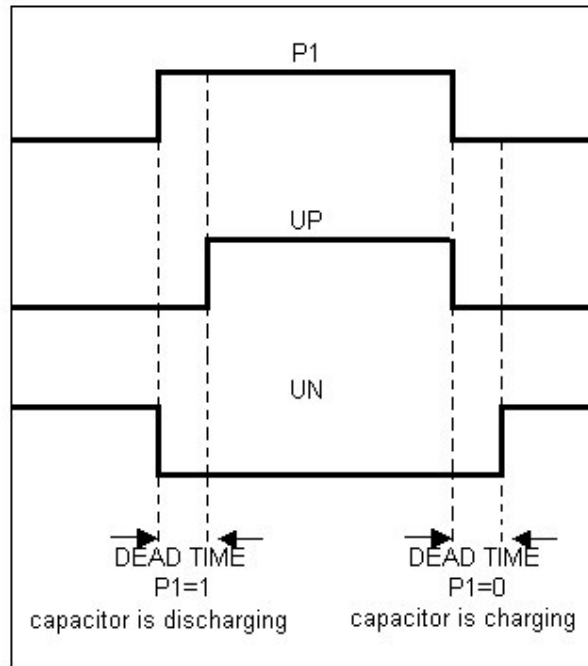 P1
UP
UN
DEAD TIME
P1=1
capacitor is discharging
DEAD TIME
P1=0
capacitor is charging